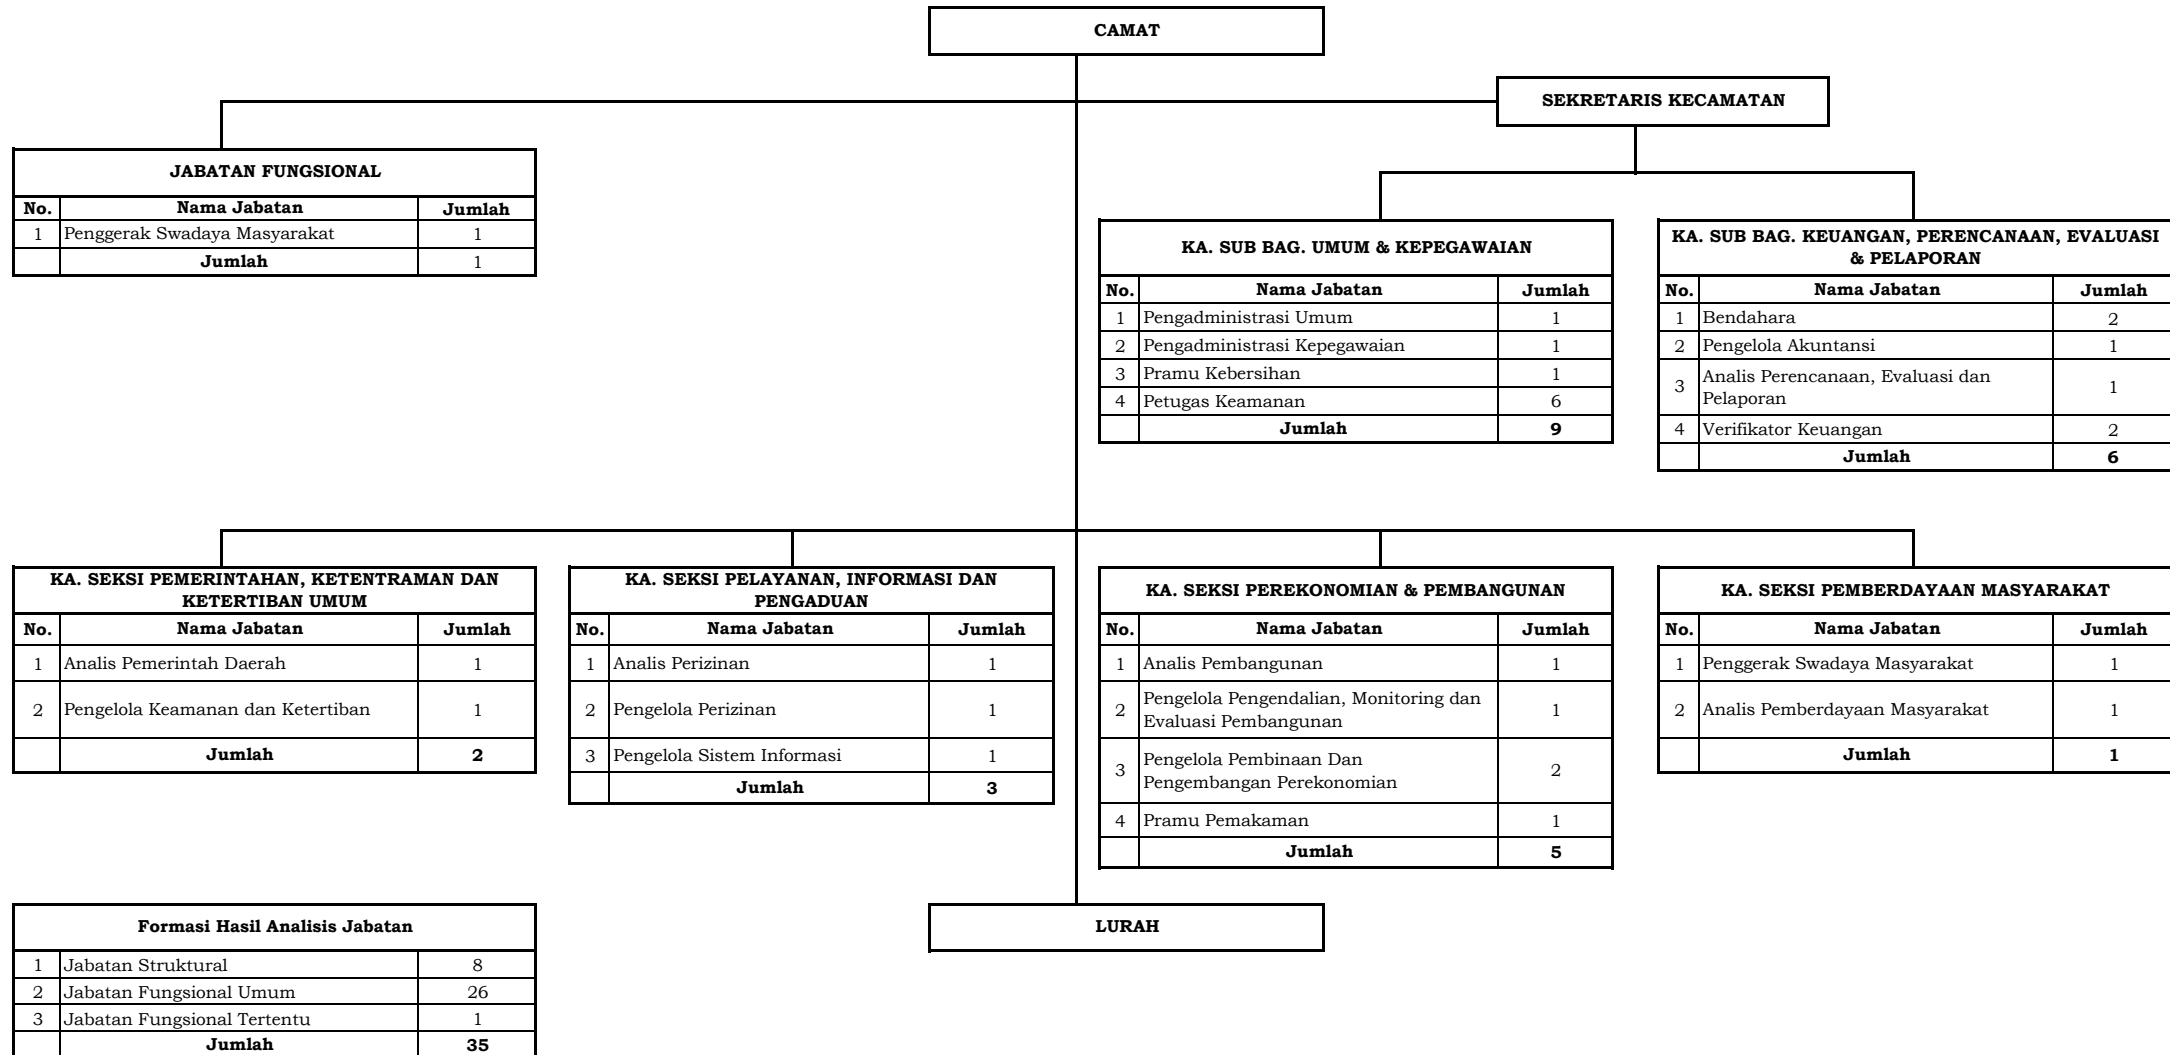 CAMAT
SEKRETARIS KECAMATAN
JABATAN FUNGSIONAL
No. Nama Jabatan Jumlah
1 Penggerak Swadaya Masyarakat 1
Jumlah 1
KA. SUB BAG. UMUM & KEPEGAWAIAN
No. Nama Jabatan Jumlah
1 Pengadministrasi Umum 1
2 Pengadministrasi Kepegawaian 1
3 Pramu Kebersihan 1
4 Petugas Keamanan 6
Jumlah 9
KA. SUB BAG. KEUANGAN, PERENCANAAN, EVALUASI
& PELAPORAN
No. Nama Jabatan Jumlah
1 Bendahara 2
2 Pengelola Akuntansi 1
3 Analis Perencanaan, Evaluasi dan
Pelaporan 1
4 Verifikator Keuangan 2
Jumlah 6
KA. SEKSI PEMERINTAHAN, KETENTRAMAN DAN
KETERTIBAN UMUM
No. Nama Jabatan Jumlah
1 Analis Pemerintah Daerah 1
2 Pengelola Keamanan dan Ketertiban 1
Jumlah 2
KA. SEKSI PELAYANAN, INFORMASI DAN
PENGADUAN
No. Nama Jabatan Jumlah
1 Analis Perizinan 1
2 Pengelola Perizinan 1
3 Pengelola Sistem Informasi 1
Jumlah 3
KA. SEKSI PEREKONOMIAN & PEMBANGUNAN
No. Nama Jabatan Jumlah
1 Analis Pembangunan 1
2 Pengelola Pengendalian, Monitoring dan
Evaluasi Pembangunan 1
3 Pengelola Pembinaan Dan
Pengembangan Perekonomian 2
4 Pramu Pemakaman 1
Jumlah 5
KA. SEKSI PEMBERDAYAAN MASYARAKAT
No. Nama Jabatan Jumlah
1 Penggerak Swadaya Masyarakat 1
2 Analis Pemberdayaan Masyarakat 1
Jumlah 1
LURAH
Formasi Hasil Analisis Jabatan
1 Jabatan Struktural 8
2 Jabatan Fungsional Umum 26
3 Jabatan Fungsional Tertentu 1
Jumlah 35